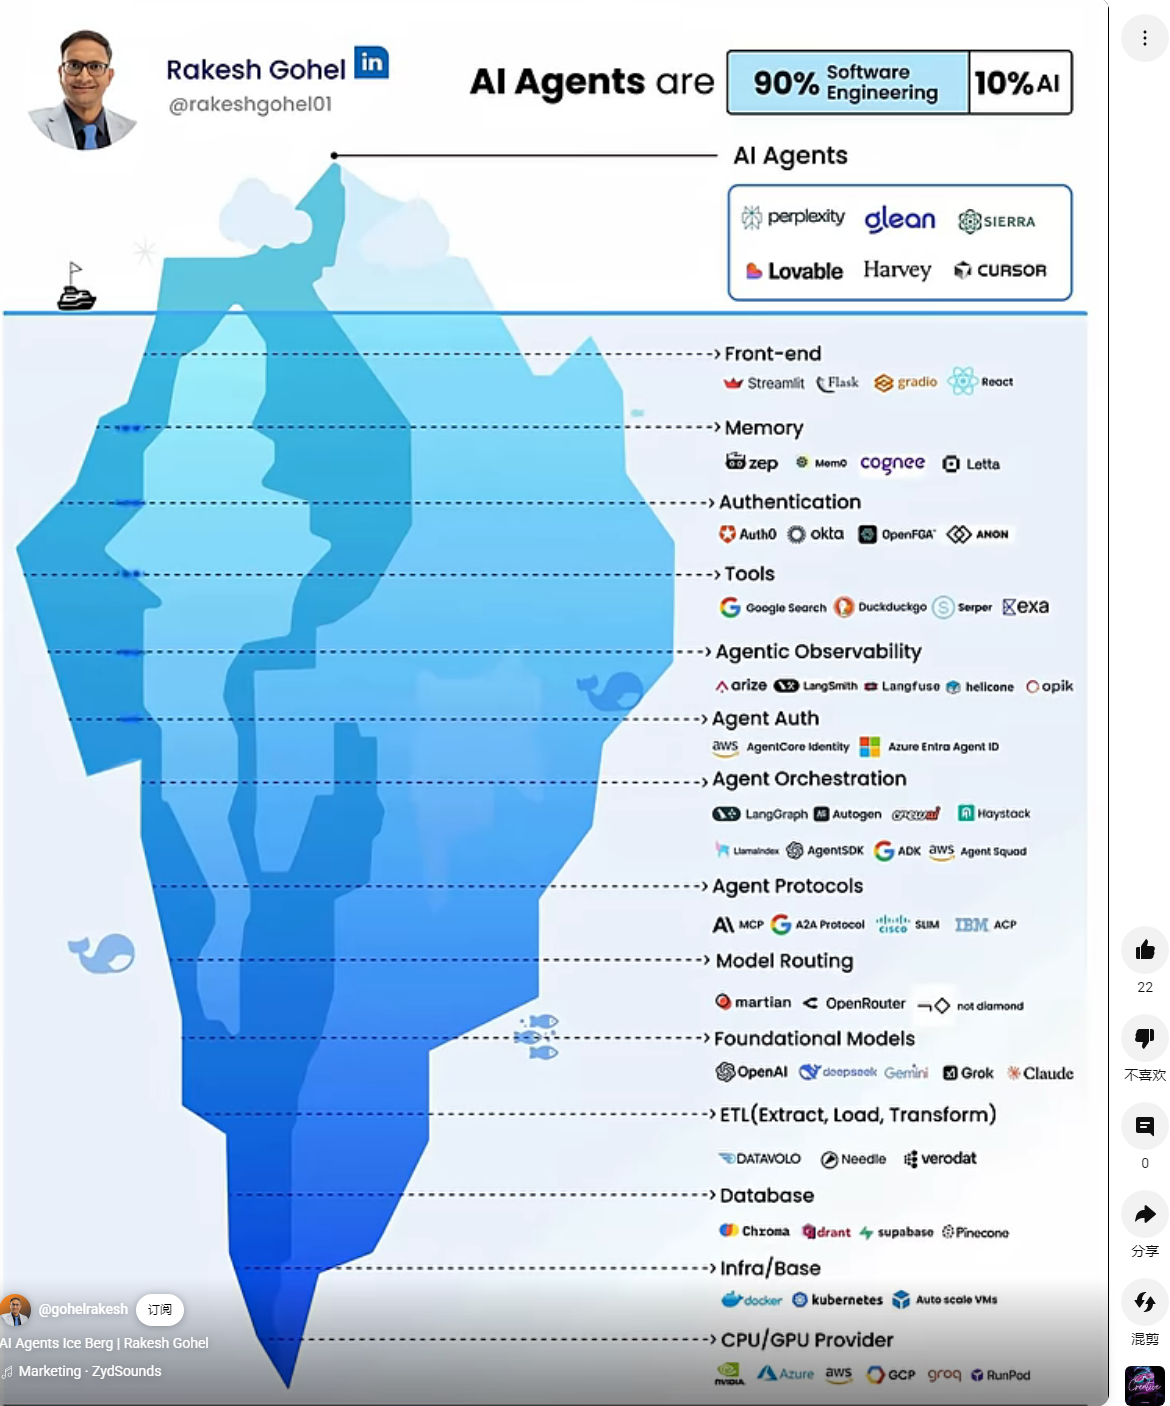 Rakesh Gohel in
@rakeshgohel01
AI Agents are
90% Software Engineering
10% AI
AI Agents
perplexity glean SIERRA
Lovable Harvey CURSOR
Front-end
Streamlit Flask gradio React
Memory
zep Mem0 cognee Letta
Authentication
Auth0 okta OpenFGA ANON
Tools
Google Search Duckduckgo Serper exa
Agentic Observability
arize LangSmith Langfuse helicone opik
Agent Auth
aws AgentCore Identity Azure Entra Agent ID
Agent Orchestration
LangGraph Autogen crewai Haystack
LlamaIndex AgentSDK ADK aws Agent Squad
Agent Protocols
MCP A2A Protocol CISCO SLIM IBM ACP
Model Routing
martian OpenRouter not diamond
Foundational Models
OpenAI deepseek Gemini Grok Claude
ETL(Extract, Load, Transform)
DATAVOLO Needle verodat
Database
Chroma qdrant supabase Pinecone
Infra/Base
docker kubernetes Auto scale VMs
CPU/GPU Provider
NVIDIA Azure aws GCP groq RunPod
@gohelrakesh 订阅
AI Agents Ice Berg | Rakesh Gohel
Marketing · ZydSounds
22
不喜欢
0
分享
混剪
Creative